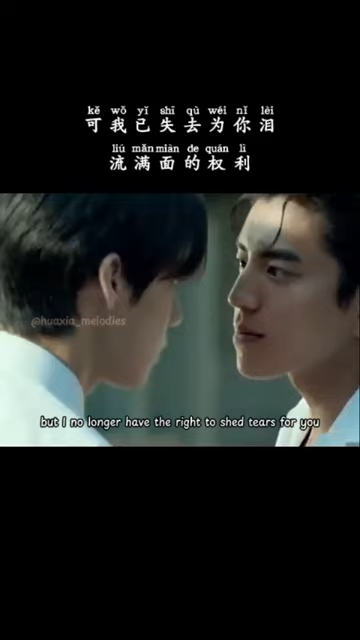 kě wǒ yǐ shī qù wéi nǐ lèi
可我已失去为你泪
liú mǎn miàn de quán lì
流满面的权利
@huaxia_melodies
but I no longer have the right to shed tears for you